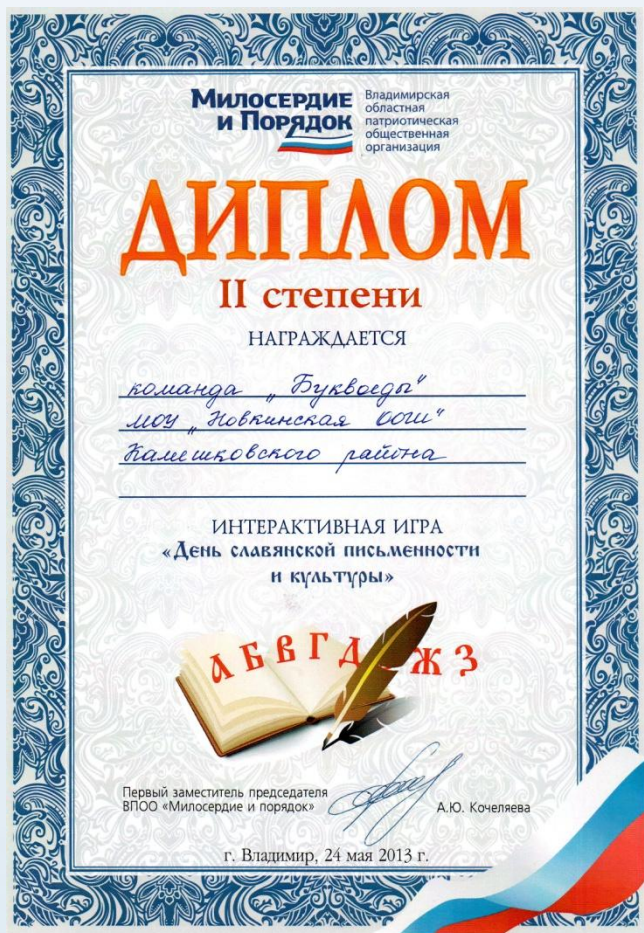 Милосердие
и Порядок
Владимирская
областная
патриотическая
общественная
организация
ДИПЛОМ
II степени
НАГРАЖДАЕТСЯ
команда „Буквоеды“
МОУ „Новкинская ООШ“
Камешковского района
ИНТЕРАКТИВНАЯ ИГРА
«День славянской письменности
и культуры»
А Б В Г Д Ж З
Первый заместитель председателя
ВПОО «Милосердие и порядок»
А.Ю. Кочеляева
г. Владимир, 24 мая 2013 г.